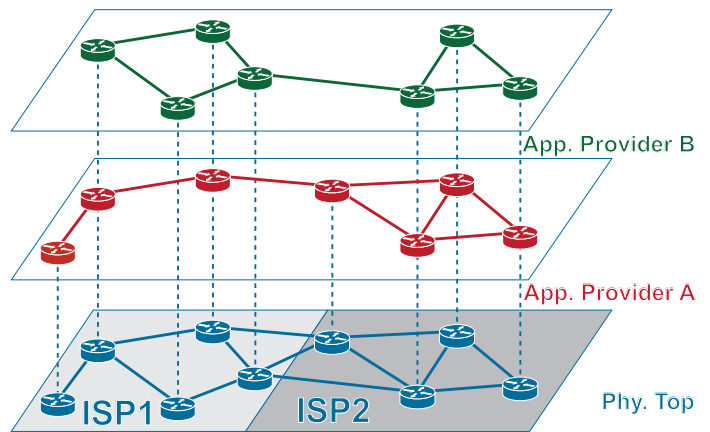 App. Provider B
App. Provider A
ISP1
ISP2
Phy. Top